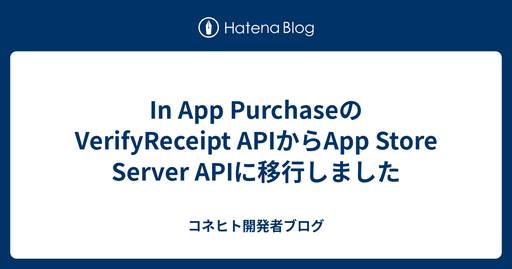 Hatena Blog
In App Purchaseの
VerifyReceipt APIからApp Store
Server APIに移行しました
コネヒト開発者ブログ